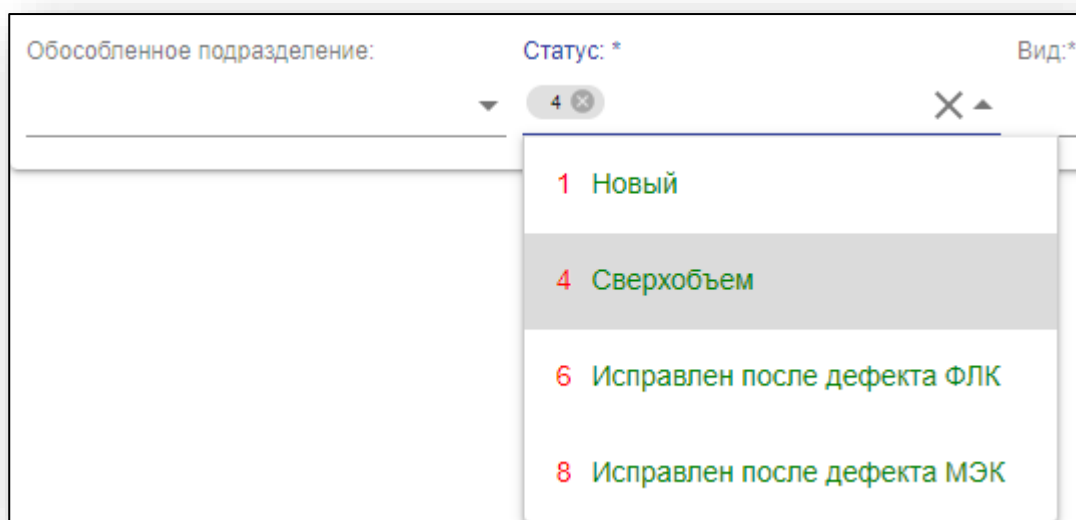 Обособленное подразделение:
Статус: *
Вид:*
4
1 Новый
4 Сверхобъем
6 Исправлен после дефекта ФЛК
8 Исправлен после дефекта МЭК